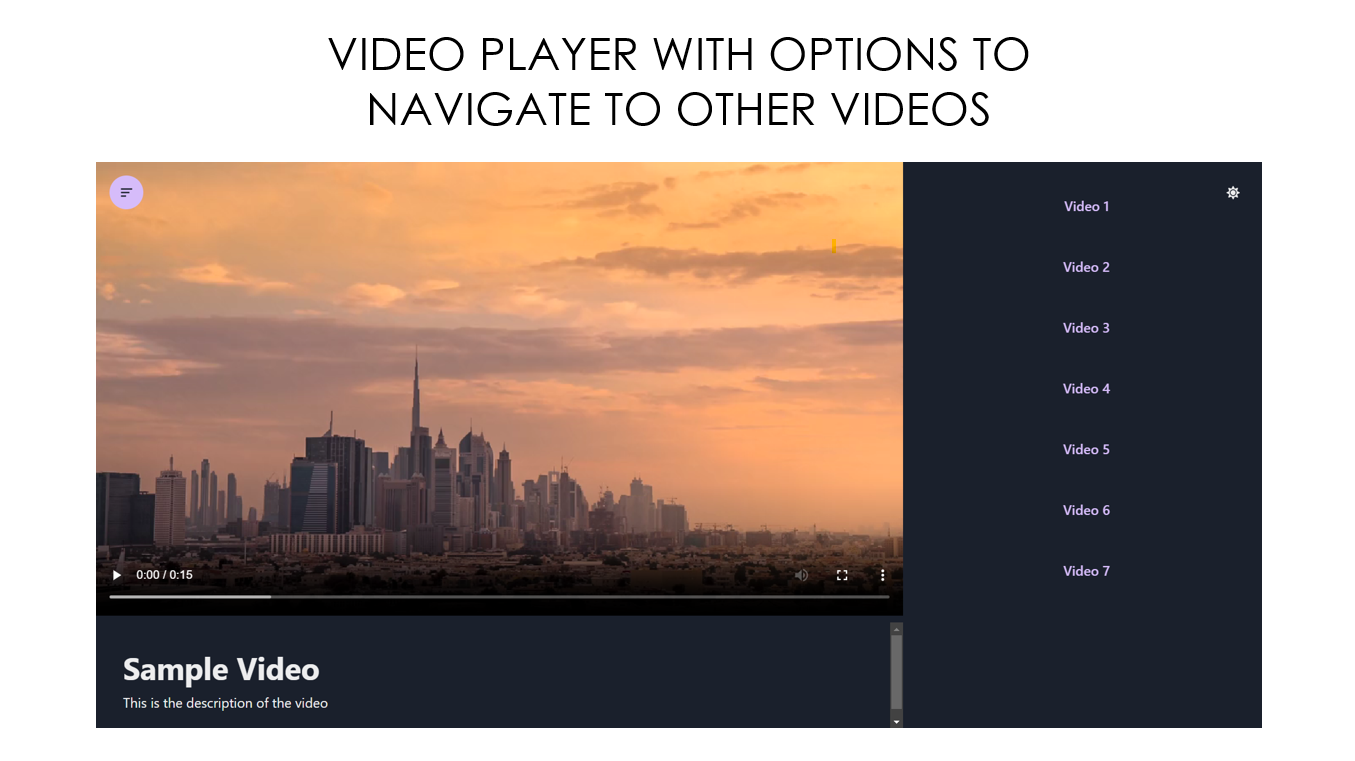 VIDEO PLAYER WITH OPTIONS TO
NAVIGATE TO OTHER VIDEOS
Video 1
Video 2
Video 3
Video 4
Video 5
Video 6
Video 7
0:00 / 0:15
Sample Video
This is the description of the video